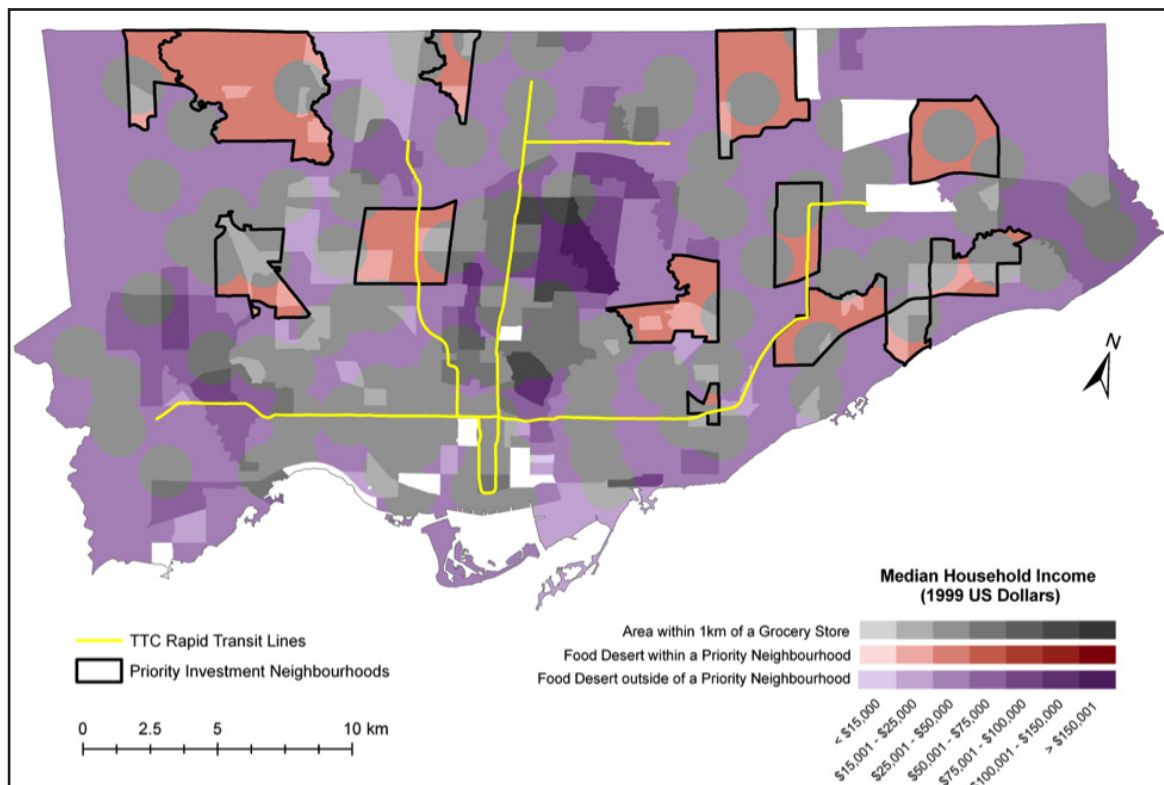 N
Median Household Income
(1999 US Dollars)
TTC Rapid Transit Lines
Priority Investment Neighbourhoods
Area within 1km of a Grocery Store
Food Desert within a Priority Neighbourhood
Food Desert outside of a Priority Neighbourhood
0 2.5 5 10 km
< $15,000
$15,001 - $25,000
$25,001 - $50,000
$50,001 - $75,000
$75,001 - $100,000
$100,001 - $150,000
> $150,001